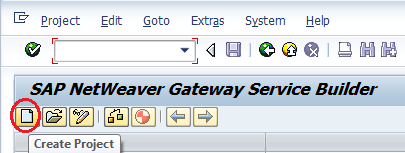 Project Edit Goto Extras System Help
SAP NetWeaver Gateway Service Builder
Create Project